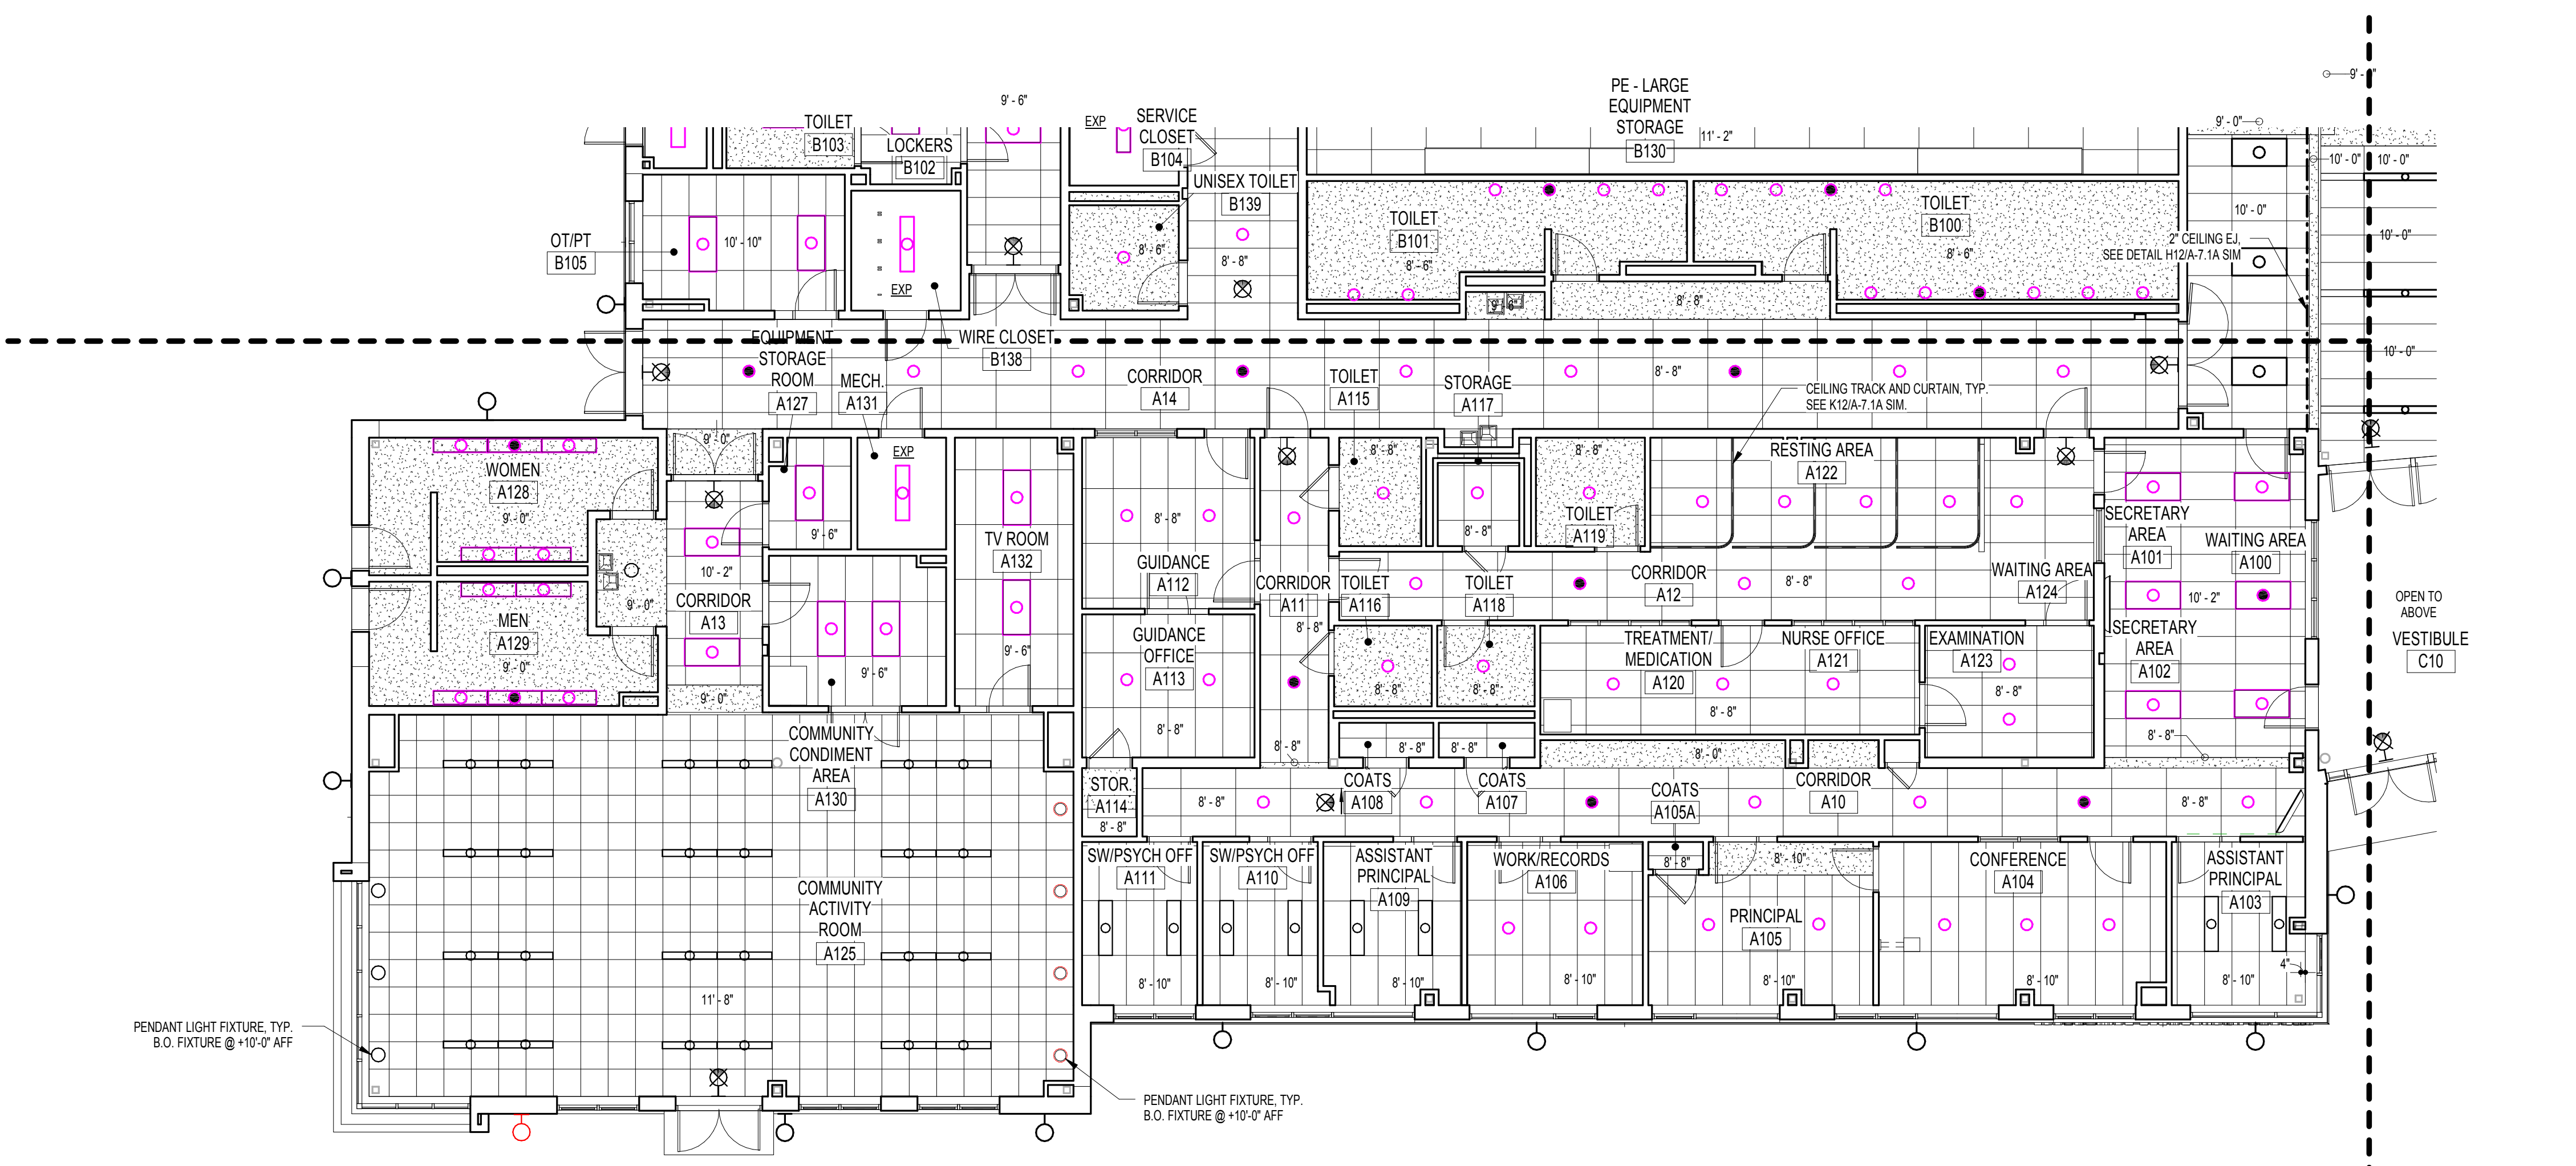 9' - 0"
PE - LARGE
EQUIPMENT
STORAGE
B130
11' - 2"
9' - 6"
EXP
SERVICE
CLOSET
B104
TOILET
B103
LOCKERS
B102
9' - 0"
10' - 0"
10' - 0"
UNISEX TOILET
B139
8' - 6"
8' - 8"
TOILET
B101
8' - 6"
TOILET
B100
8' - 6"
10' - 0"
10' - 0"
2" CEILING EJ,
SEE DETAIL H12/A-7.1A SIM
OT/PT
B105
10' - 10"
EXP
9' - 6"
8' - 8"
WIRE CLOSET
B138
EQUIPMENT
STORAGE
ROOM
A127
MECH.
A131
CORRIDOR
A14
TOILET
A115
STORAGE
A117
8' - 8"
10' - 0"
CEILING TRACK AND CURTAIN, TYP.
SEE K12/A-7.1A SIM.
WOMEN
A128
9' - 0"
9' - 0"
EXP
9' - 6"
TV ROOM
A132
9' - 6"
8' - 8"
GUIDANCE
A112
8' - 8"
8' - 8"
8' - 8"
TOILET
A119
RESTING AREA
A122
SECRETARY
AREA
A101
WAITING AREA
A100
10' - 2"
CORRIDOR
A13
9' - 0"
MEN
A129
9' - 0"
9' - 0"
9' - 6"
CORRIDOR
A11
8' - 8"
8' - 8"
TOILET
A116
8' - 8"
TOILET
A118
8' - 8"
CORRIDOR
A12
8' - 8"
WAITING AREA
A124
10' - 2"
SECRETARY
AREA
A102
8' - 8"
OPEN TO
ABOVE
VESTIBULE
C10
GUIDANCE
OFFICE
A113
8' - 8"
TREATMENT/
MEDICATION
A120
8' - 8"
NURSE OFFICE
A121
EXAMINATION
A123
8' - 8"
COMMUNITY
CONDIMENT
AREA
A130
STOR.
A114
8' - 8"
8' - 8"
8' - 8"
COATS
A108
8' - 8"
COATS
A107
8' - 0"
COATS
A105A
CORRIDOR
A10
8' - 8"
COMMUNITY
ACTIVITY
ROOM
A125
11' - 8"
SW/PSYCH OFF
A111
8' - 10"
SW/PSYCH OFF
A110
8' - 10"
ASSISTANT
PRINCIPAL
A109
8' - 10"
WORK/RECORDS
A106
8' - 10"
8' - 8"
8' - 10"
PRINCIPAL
A105
8' - 10"
CONFERENCE
A104
8' - 10"
ASSISTANT
PRINCIPAL
A103
8' - 10"
4"
PENDANT LIGHT FIXTURE, TYP.
B.O. FIXTURE @ +10'-0" AFF
PENDANT LIGHT FIXTURE, TYP.
B.O. FIXTURE @ +10'-0" AFF